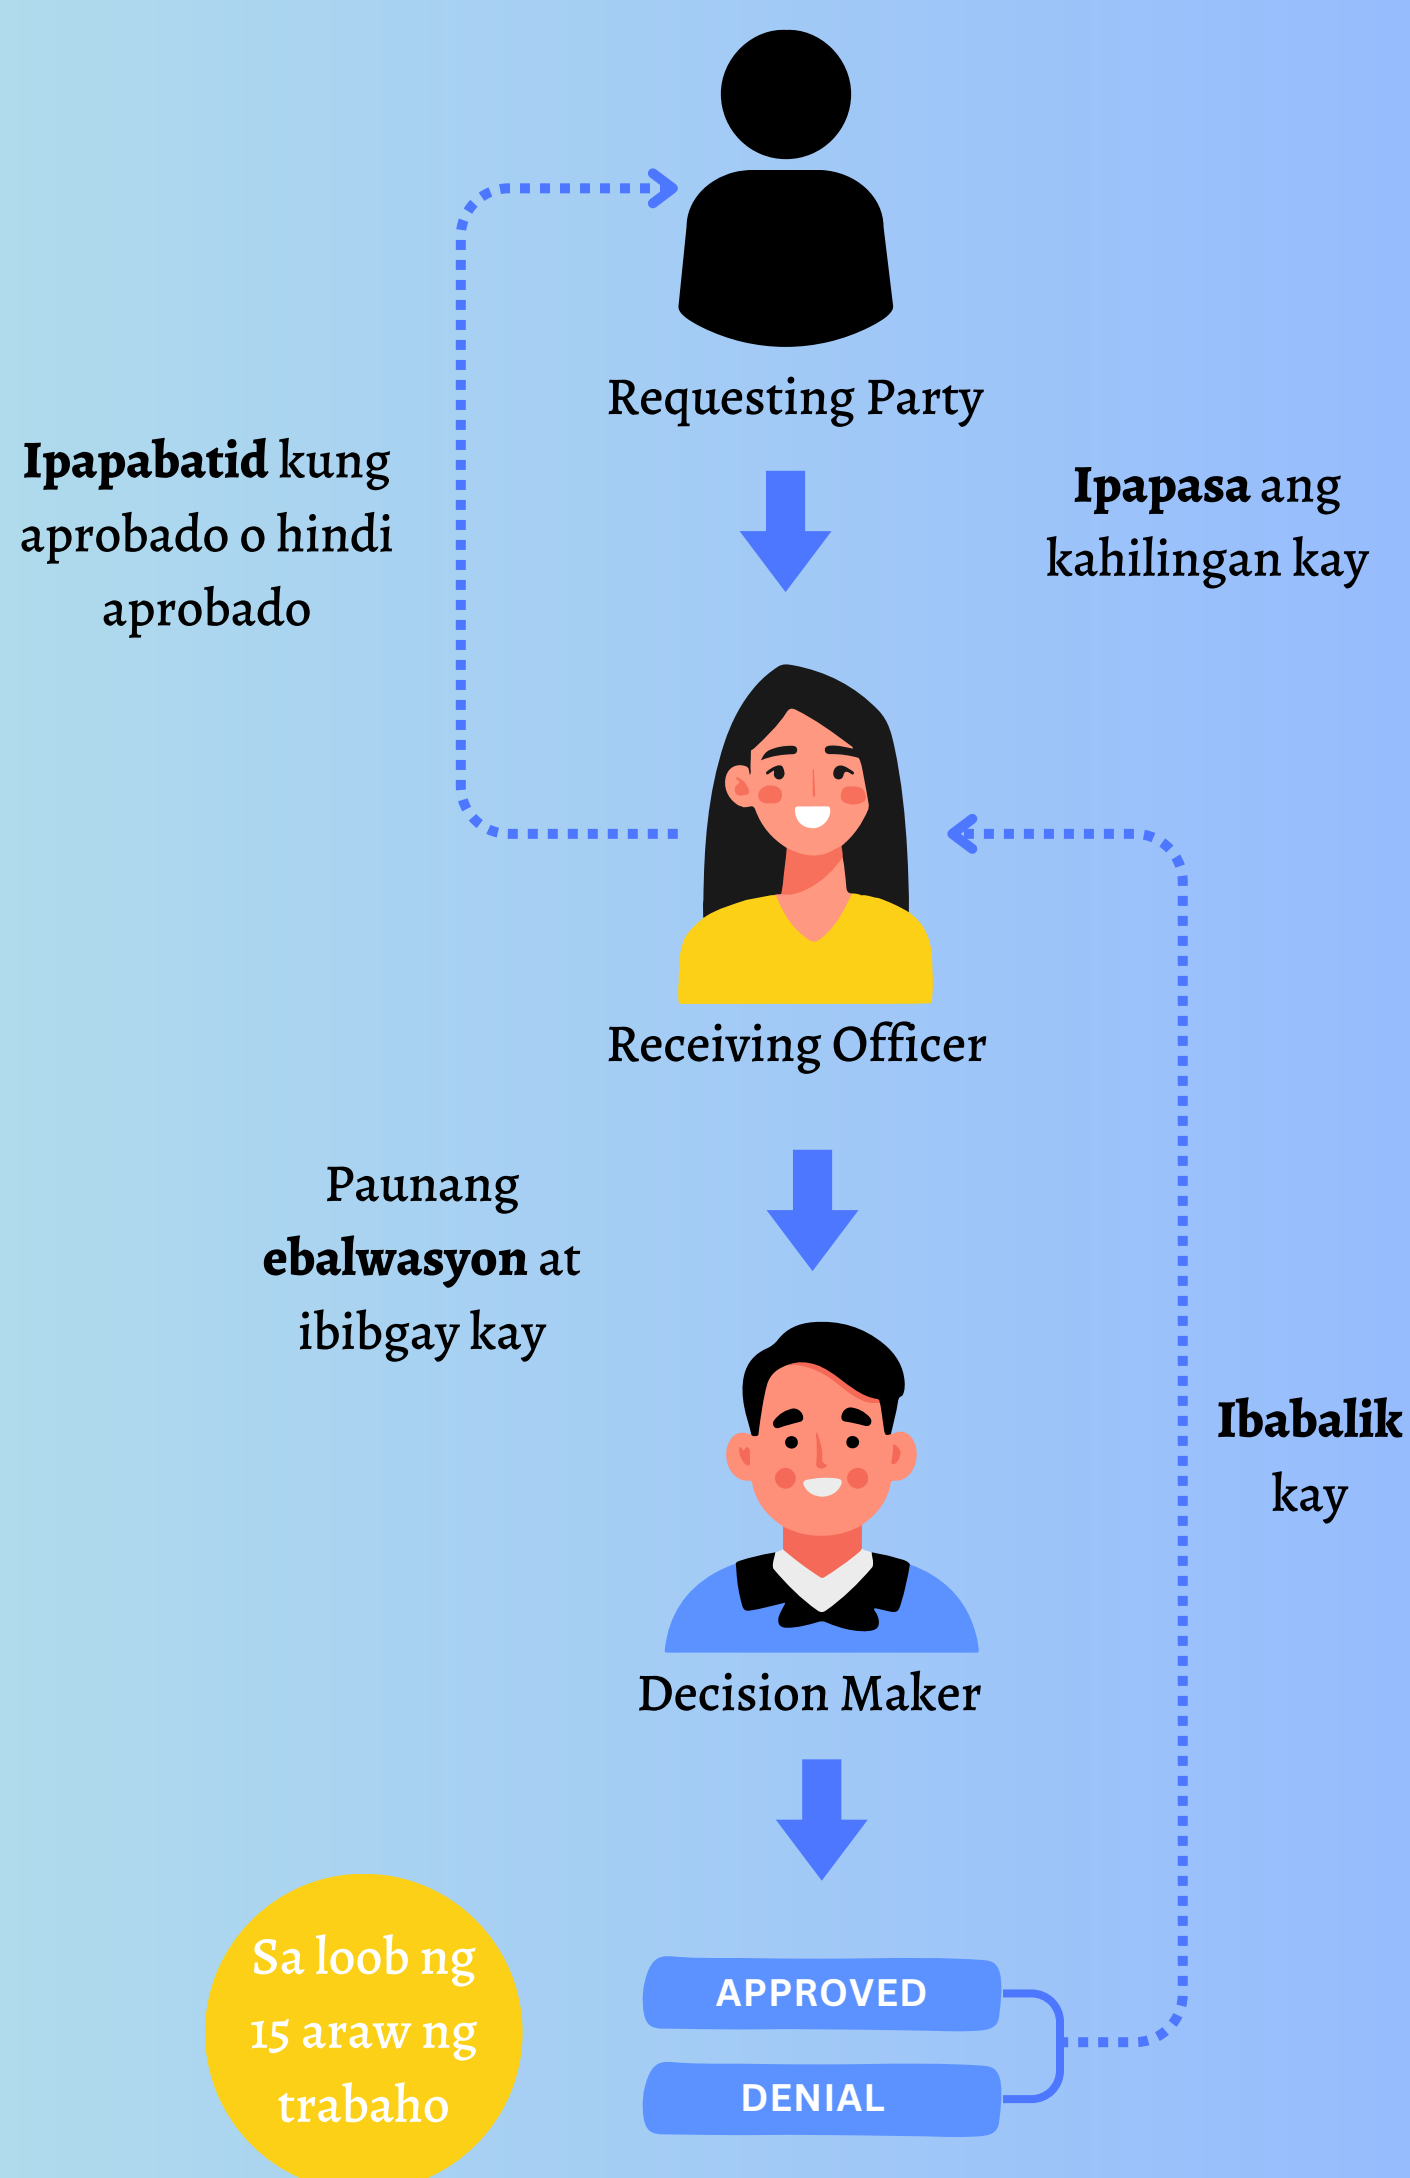 Requesting Party
Ipapabatid kung
aprobado o hindi
aprobado
Ipapasa ang
kahilingan kay
Receiving Officer
Paunang
ebalwasyon at
ibibgay kay
Decision Maker
Ibabalik
kay
Sa loob ng
15 araw ng
trabaho
APPROVED
DENIAL